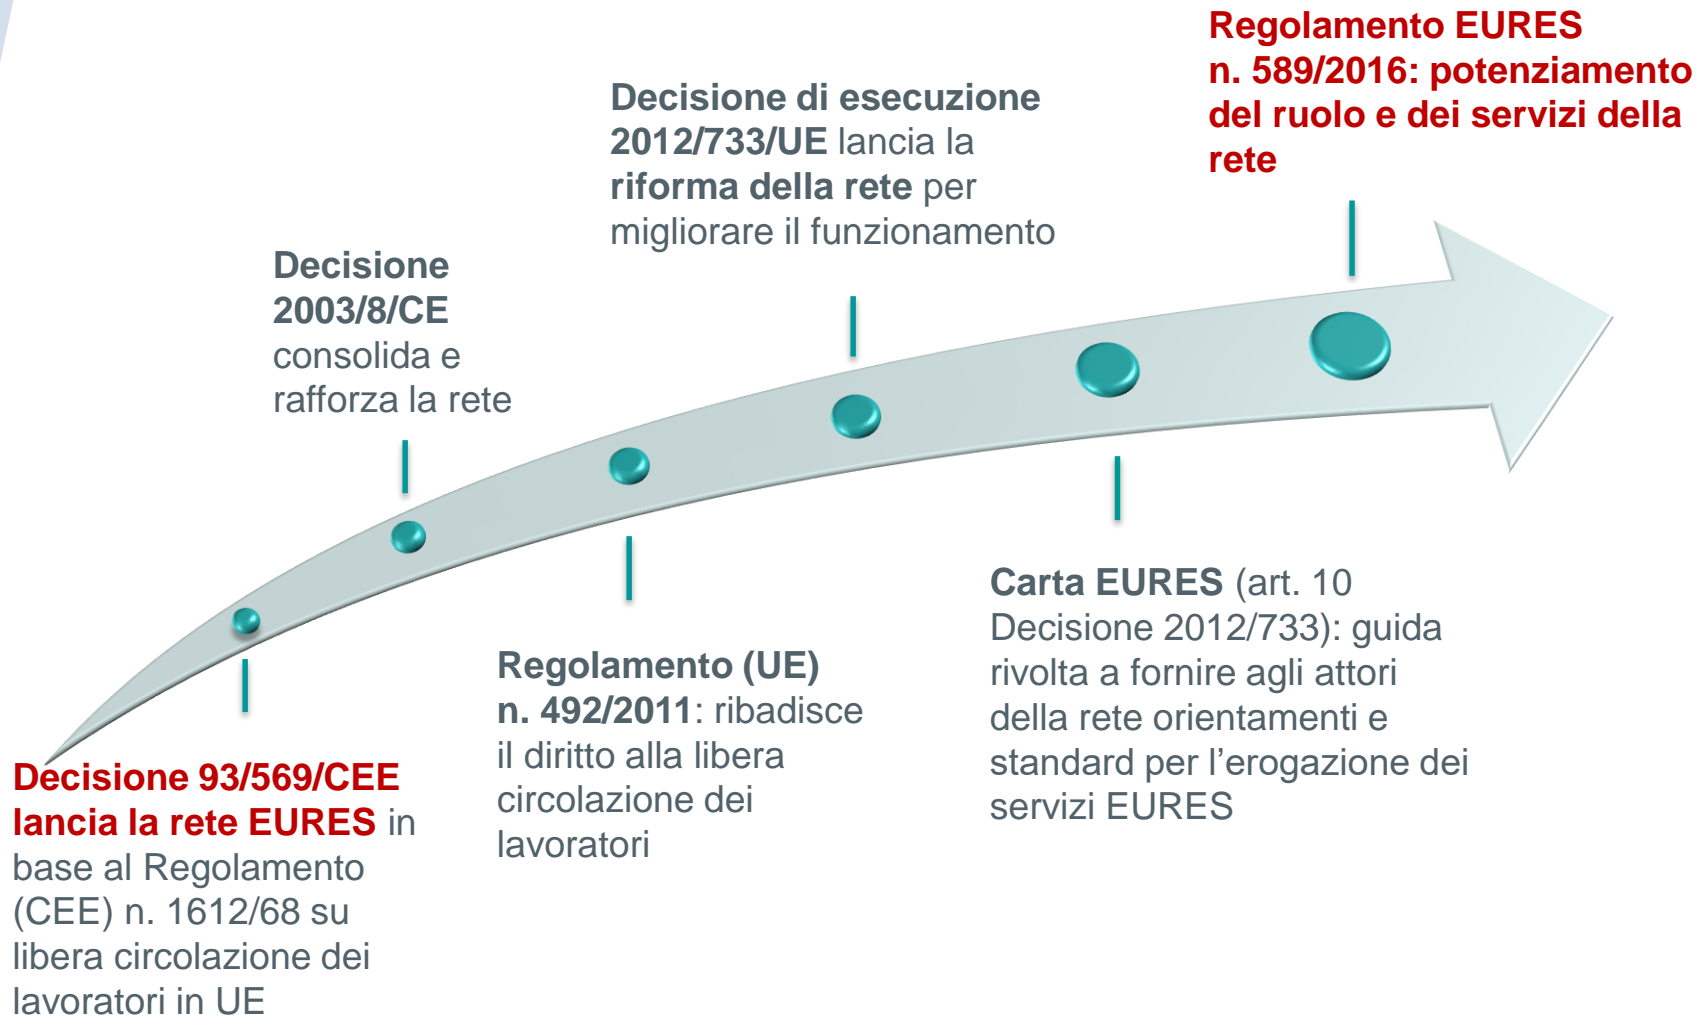 Decisione 93/569/CEE
lancia la rete EURES in
base al Regolamento
(CEE) n. 1612/68 su
libera circolazione dei
lavoratori in UE
Decisione
2003/8/CE
consolida e
rafforza la rete
Regolamento (UE)
n. 492/2011: ribadisce
il diritto alla libera
circolazione dei
lavoratori
Decisione di esecuzione
2012/733/UE lancia la
riforma della rete per
migliorare il funzionamento
Carta EURES (art. 10
Decisione 2012/733): guida
rivolta a fornire agli attori
della rete orientamenti e
standard per l’erogazione dei
servizi EURES
Regolamento EURES
n. 589/2016: potenziamento
del ruolo e dei servizi della
rete